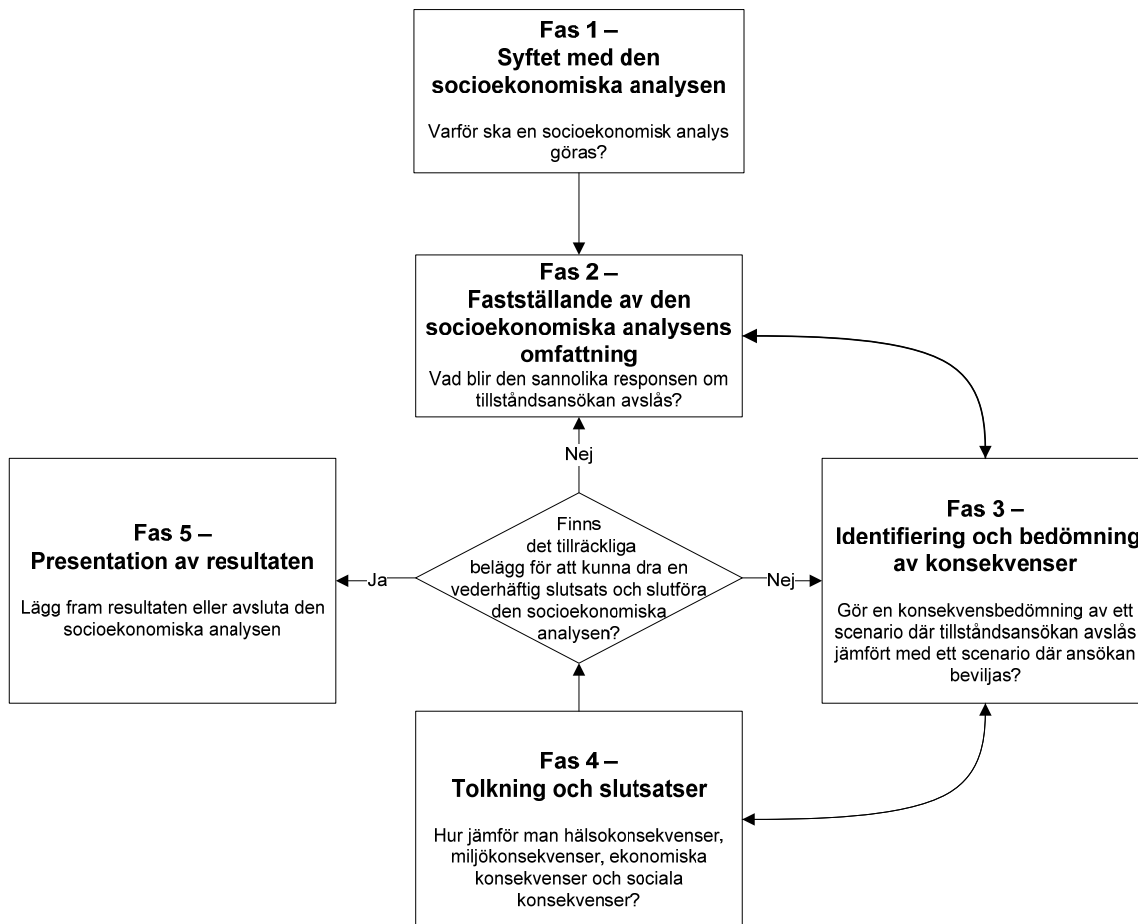 Fas 1 –
Syftet med den
socioekonomiska analysen
Varför ska en socioekonomisk analys
göras?
Fas 2 –
Fastställande av den
socioekonomiska analysens
omfattning
Vad blir den sannolika responsen om
tillståndsansökan avslås?
Nej
Fas 3 –
Identifiering och bedömning
av konsekvenser
Gör en konsekvensbedömning av ett
scenario där tillståndsansökan avslås
jämfört med ett scenario där ansökan
beviljas?
Finns
det tillräckliga
belägg för att kunna dra en
vederhäftig slutsats och slutföra
den socioekonomiska
analysen?
Nej
Ja
Fas 5 –
Presentation av resultaten
Lägg fram resultaten eller avsluta den
socioekonomiska analysen
Fas 4 –
Tolkning och slutsatser
Hur jämför man hälsokonsekvenser,
miljökonsekvenser, ekonomiska
konsekvenser och sociala
konsekvenser?